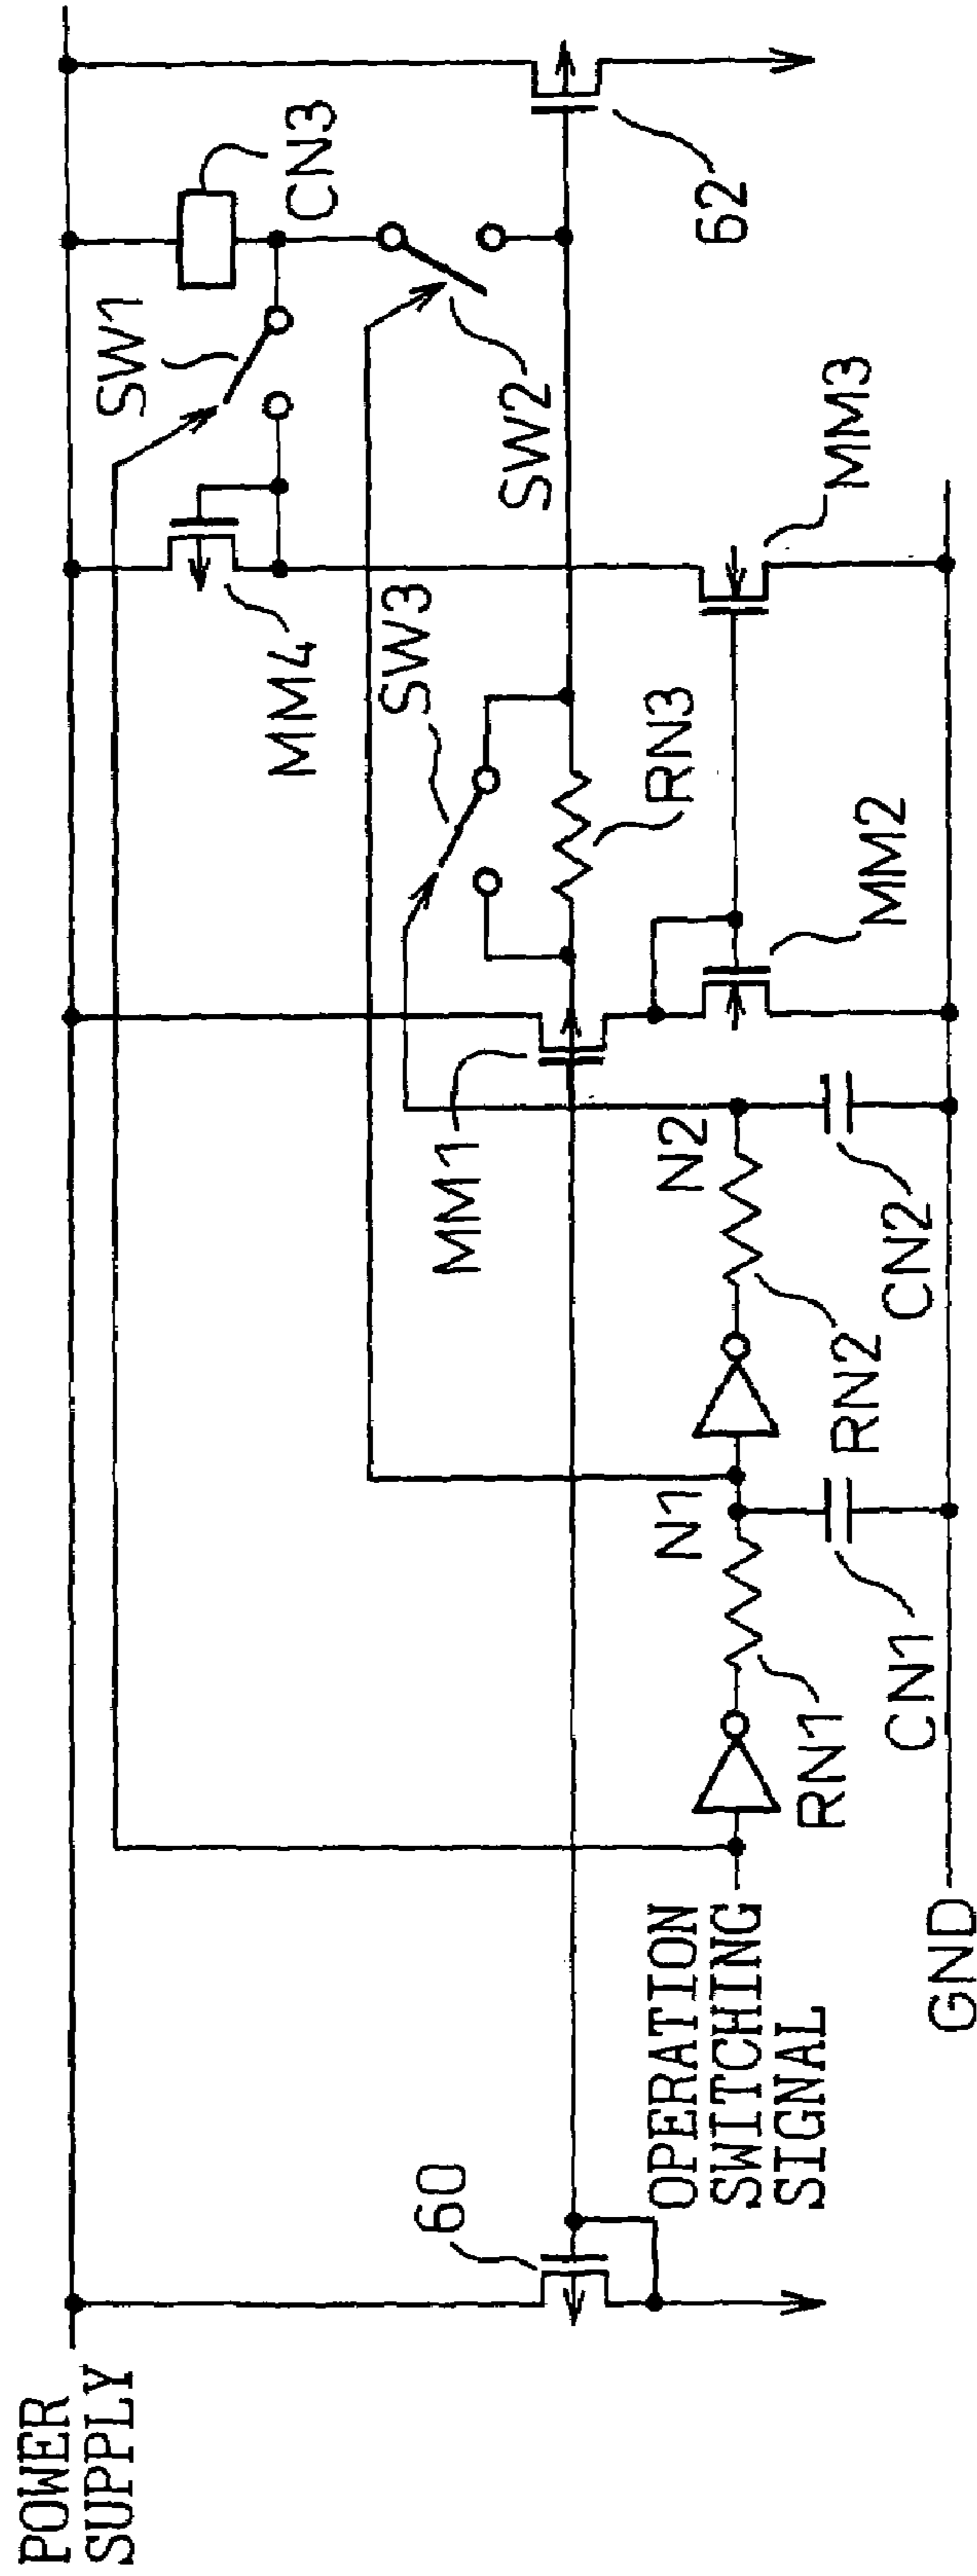 POWER
SUPPLY
60
OPERATION
SWITCHING
SIGNAL
GND
RN1
CN1
N1
RN2
CN2
N2
MM1
MM2
RN3
SW3
MM4
MM3
SW1
SW2
CN3
62